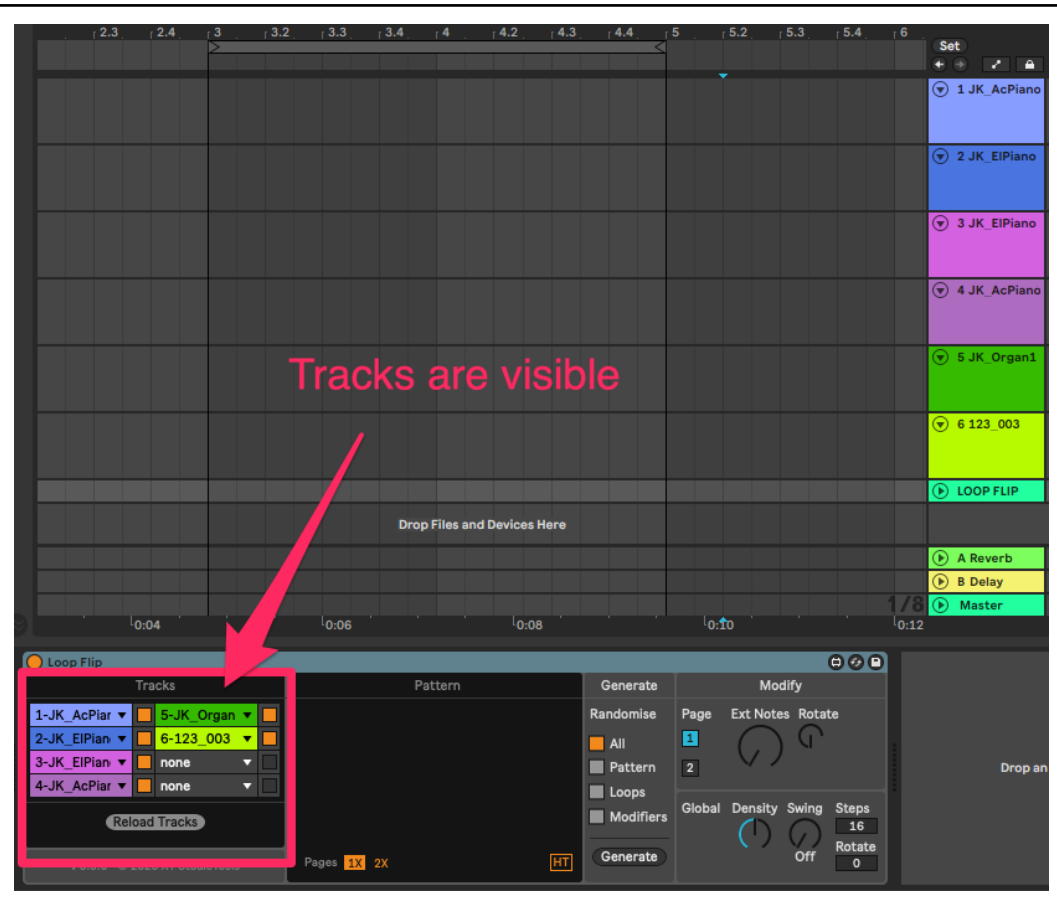 2.3 2.4 3 3.2 3.3 3.4 4 4.2 4.3 4.4 5 5.2 5.3 5.4 6
Set
1 JK_AcPiano
2 JK_ElPiano
3 JK_ElPiano
4 JK_AcPiano
Tracks are visible
5 JK_Organ1
6 123_003
LOOP FLIP
Drop Files and Devices Here
A Reverb
B Delay
1/8
Master
0:04 0:06 0:08 0:10 0:12
Loop Flip
Tracks
1-JK_AcPiar 5-JK_Organ
2-JK_ElPian 6-123_003
3-JK_ElPian none
4-JK_AcPiar none
Reload Tracks
Pattern
Pages 1X 2X HT
Generate
Randomise
All
Pattern
Loops
Modifiers
Generate
Modify
Page Ext Notes Rotate
1
2
Global Density Swing Steps
16
Rotate
Off 0
Drop an